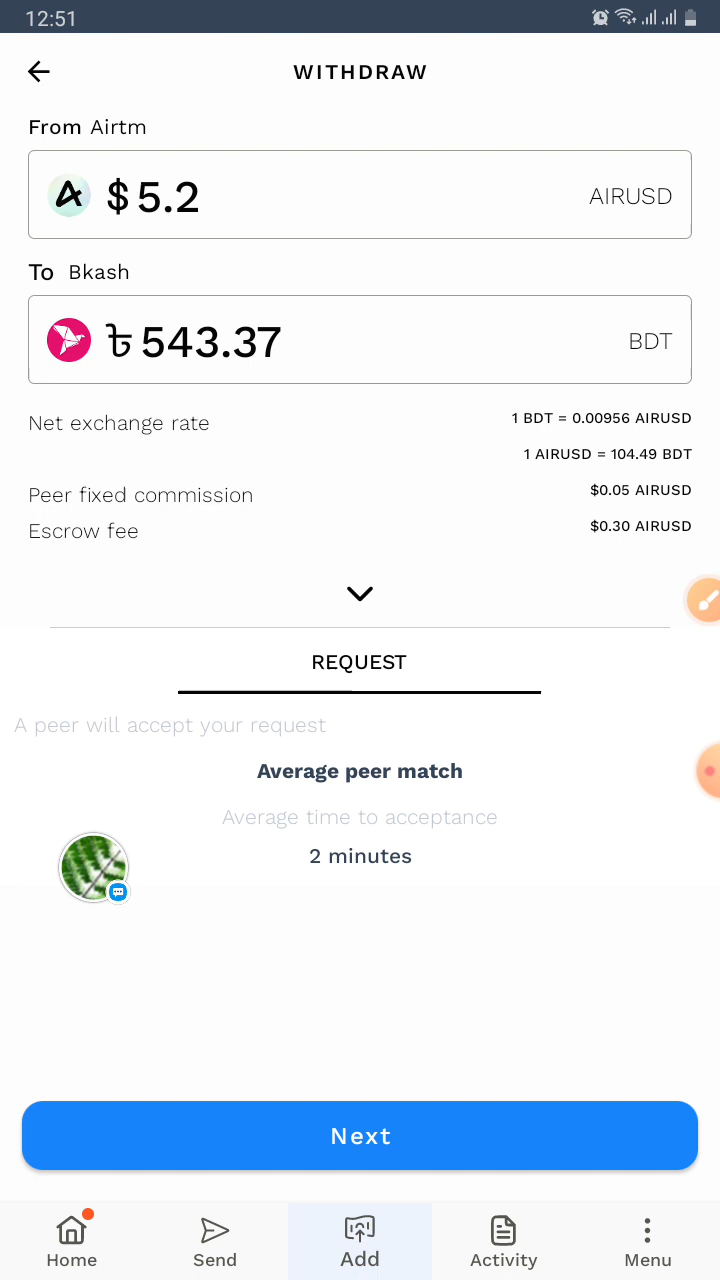 12:51
WITHDRAW
From Airtm
$ 5.2 AIRUSD
To Bkash
৳ 543.37 BDT
Net exchange rate 1 BDT = 0.00956 AIRUSD
1 AIRUSD = 104.49 BDT
Peer fixed commission $0.05 AIRUSD
Escrow fee $0.30 AIRUSD
REQUEST
A peer will accept your request
Average peer match
Average time to acceptance
2 minutes
Next
Home Send Add Activity Menu